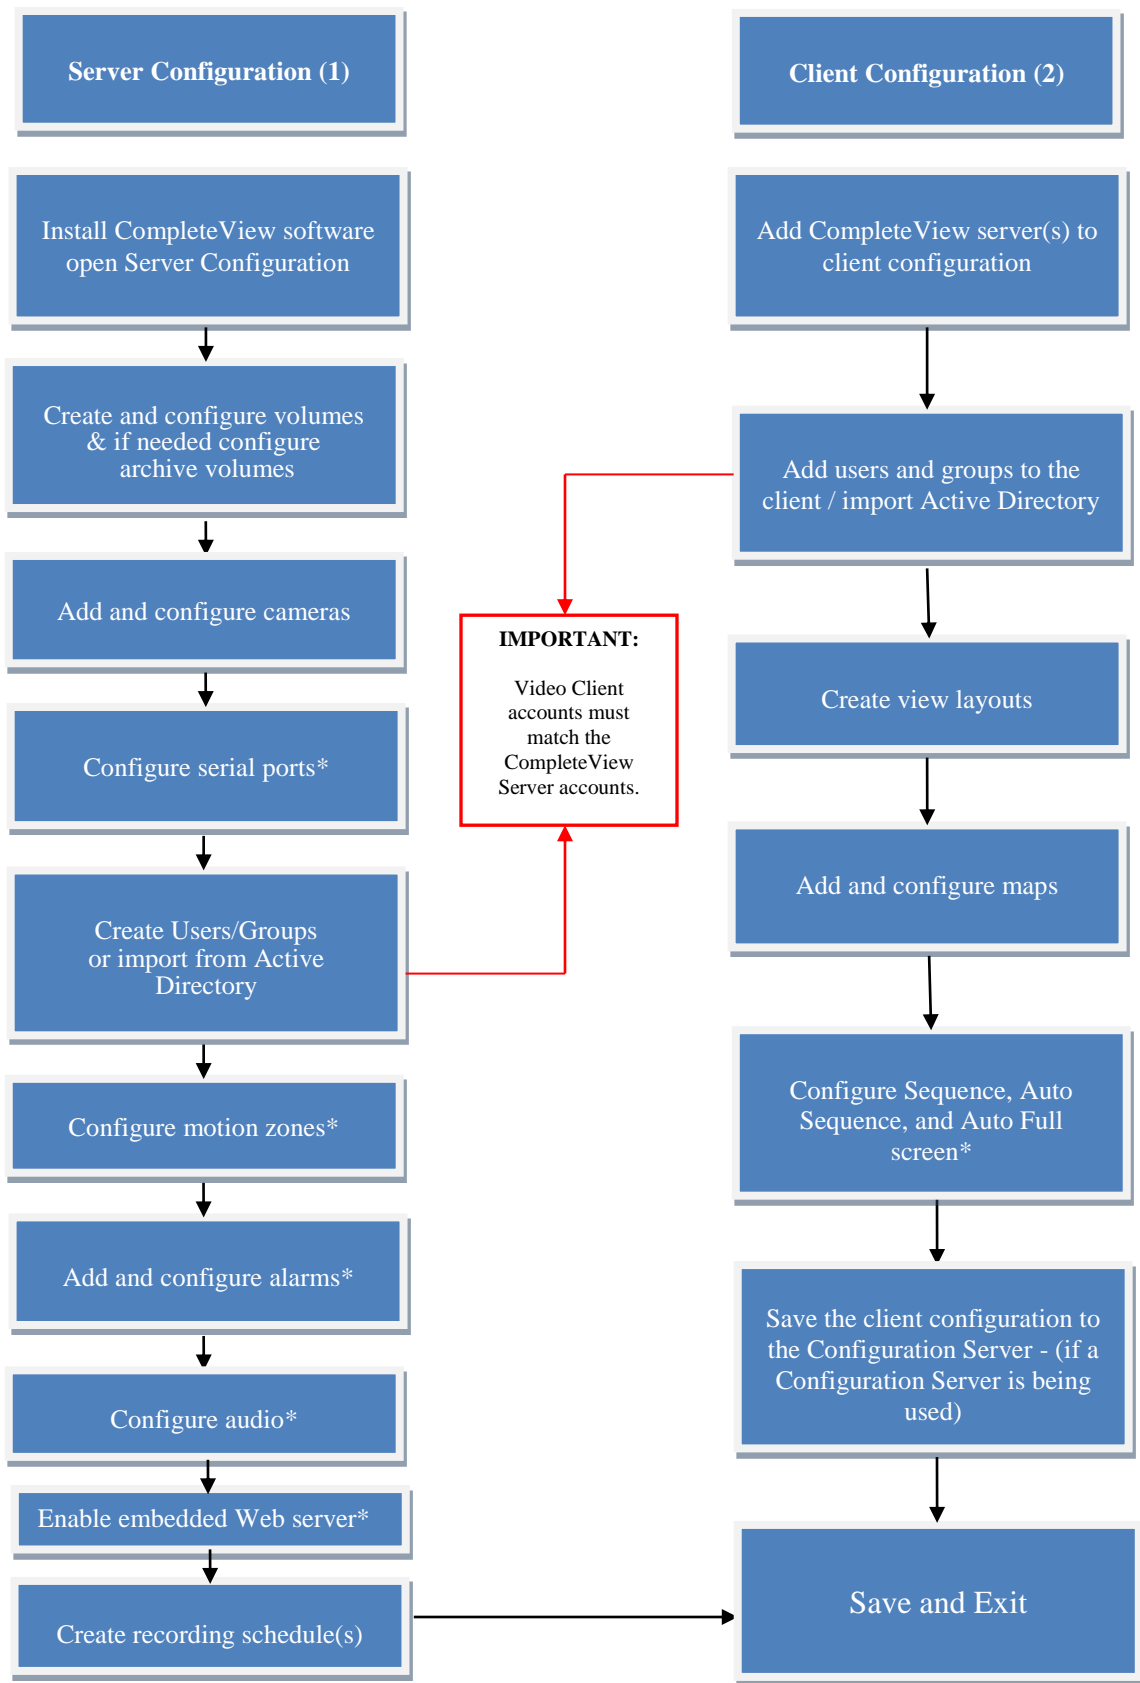 Server Configuration (1)
Install CompleteView software
open Server Configuration
Create and configure volumes
& if needed configure
archive volumes
Add and configure cameras
Configure serial ports*
Create Users/Groups
or import from Active
Directory
Configure motion zones*
Add and configure alarms*
Configure audio*
Enable embedded Web server*
Create recording schedule(s)
IMPORTANT:
Video Client
accounts must
match the
CompleteView
Server accounts.
Client Configuration (2)
Add CompleteView server(s) to
client configuration
Add users and groups to the
client / import Active Directory
Create view layouts
Add and configure maps
Configure Sequence, Auto
Sequence, and Auto Full
screen*
Save the client configuration to
the Configuration Server - (if a
Configuration Server is being
used)
Save and Exit